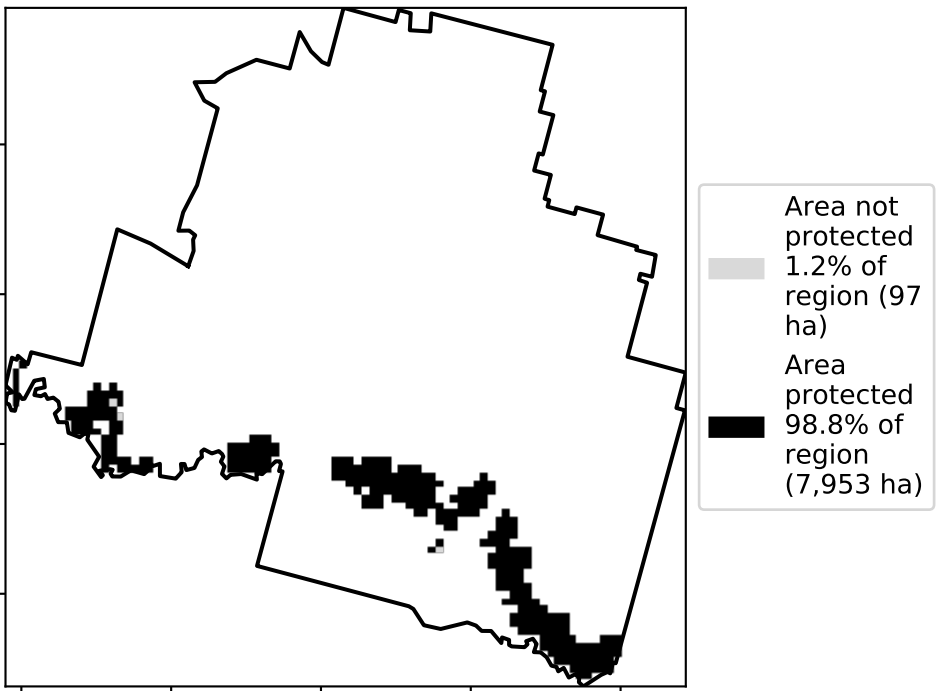 Area not
protected
1.2% of
region (97
ha)
Area
protected
98.8% of
region
(7,953 ha)